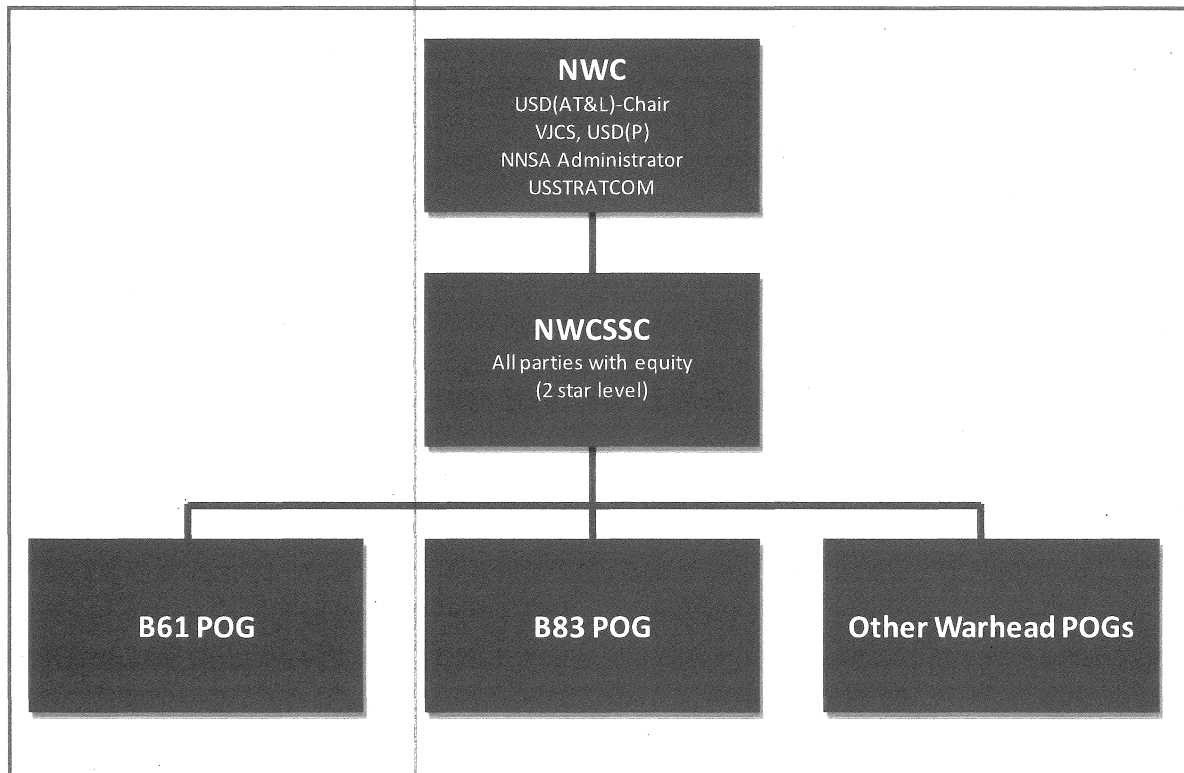 NWC
USD(AT&L)-Chair
VJCS, USD(P)
NNSA Administrator
USSTRATCOM
NWCSSC
All parties with equity
(2 star level)
B61 POG
B83 POG
Other Warhead POGs